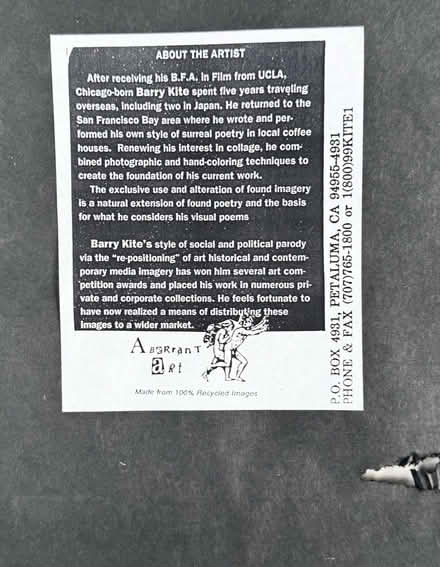 ABOUT THE ARTIST
After receiving his B.F.A. in Film from UCLA,
Chicago-born Barry Kite spent five years traveling
overseas, including two in Japan. He returned to the
San Francisco Bay area where he wrote and per-
formed his own style of surreal poetry in local coffee
houses. Renewing his interest in collage, he com-
bined photographic and hand-coloring techniques to
create the foundation of his current work.
The exclusive use and alteration of found imagery
is a natural extension of found poetry and the basis
for what he considers his visual poems
Barry Kite's style of social and political parody
via the "re-positioning" of art historical and contem-
porary media imagery has won him several art com-
petition awards and placed his work in numerous pri-
vate and corporate collections. He feels fortunate to
have now realized a means of distributing these
images to a wider market.
ABERRANT
ART
Made from 100% Recycled Images
P.O. BOX 4931, PETALUMA, CA 94955-4931
PHONE & FAX (707)765-1800 or 1(800)99KITE1